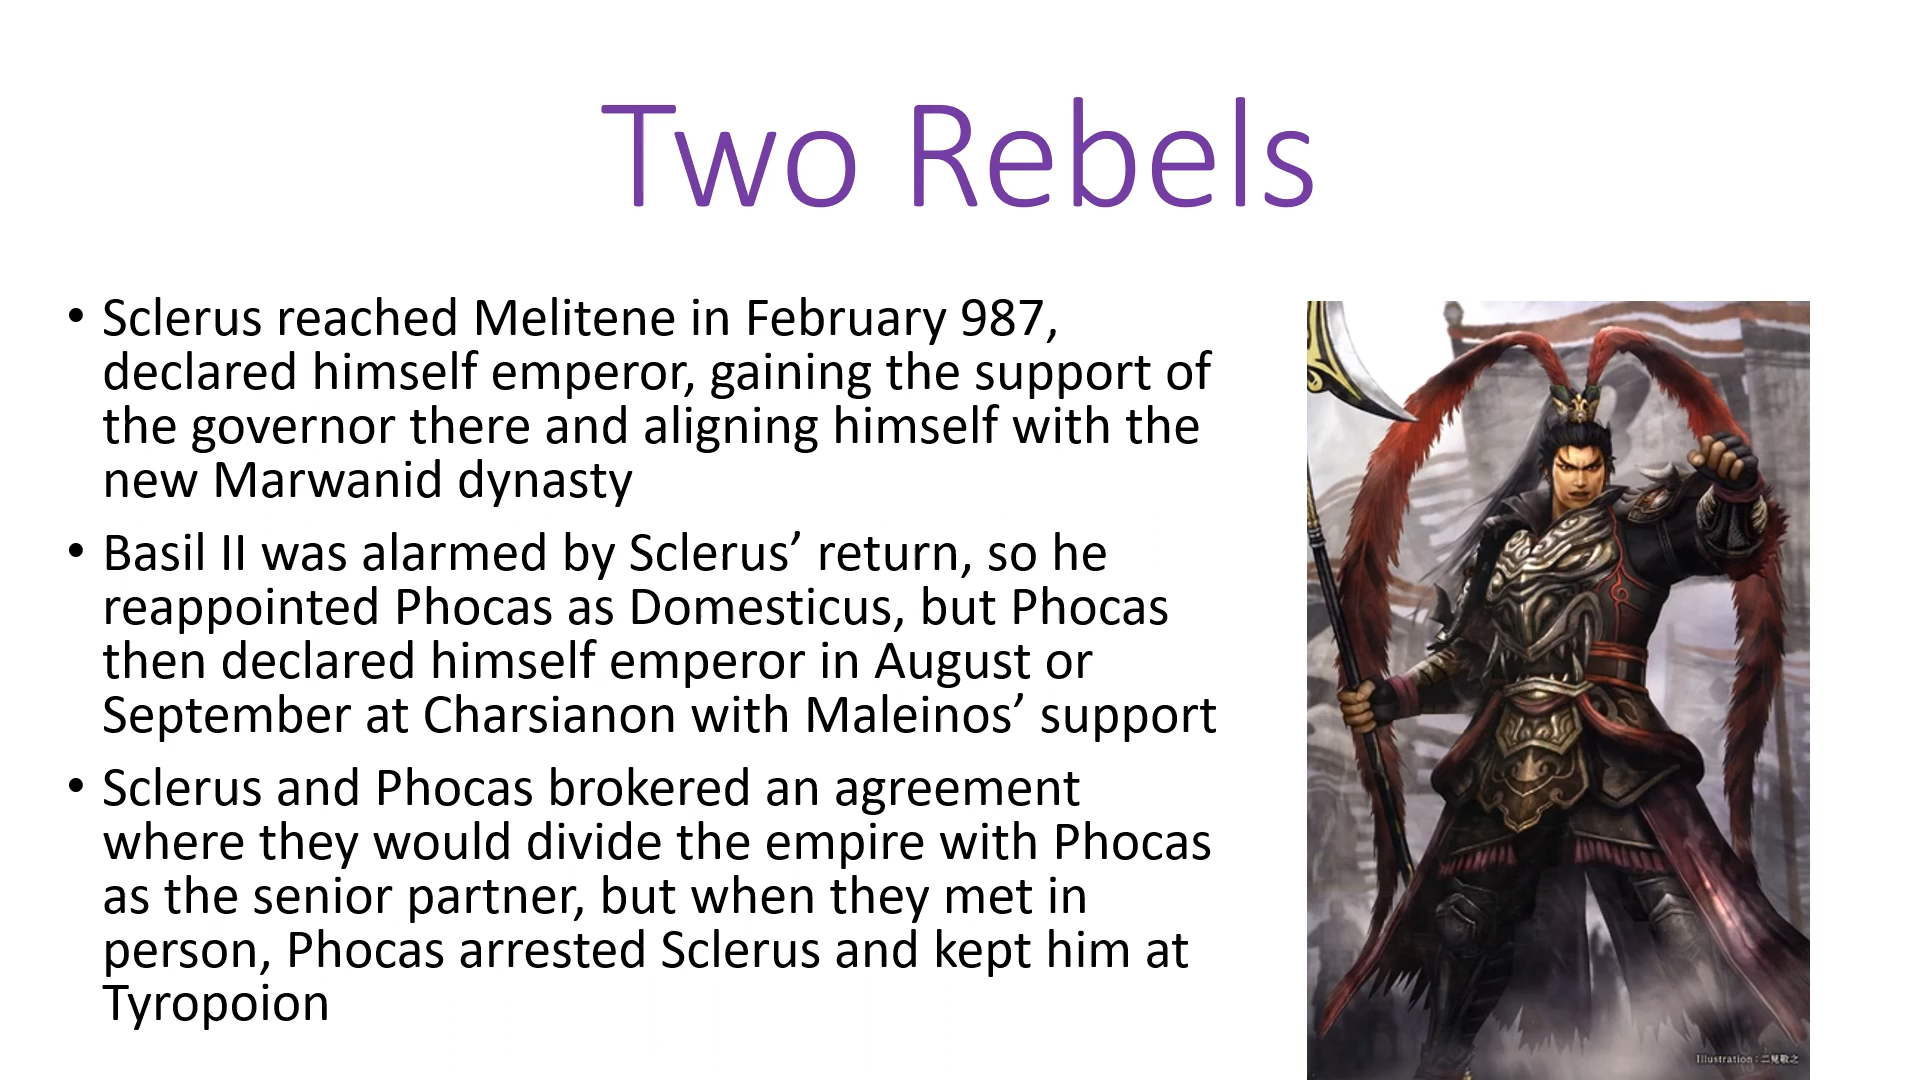 Two Rebels
• Sclerus reached Melitene in February 987,
declared himself emperor, gaining the support of
the governor there and aligning himself with the
new Marwanid dynasty
• Basil II was alarmed by Sclerus’ return, so he
reappointed Phocas as Domesticus, but Phocas
then declared himself emperor in August or
September at Charsianon with Maleinos’ support
• Sclerus and Phocas brokered an agreement
where they would divide the empire with Phocas
as the senior partner, but when they met in
person, Phocas arrested Sclerus and kept him at
Tyropoion
Illustration : 二見敬之